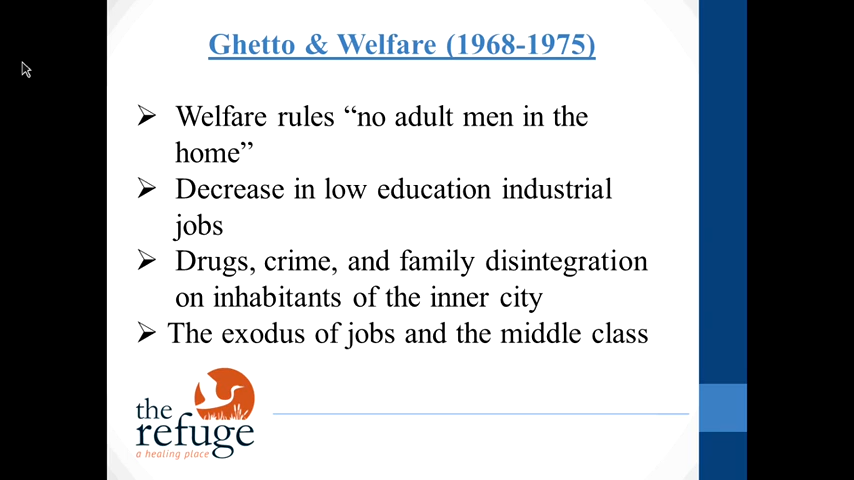 Ghetto & Welfare (1968-1975)
➢ Welfare rules “no adult men in the
home”
➢ Decrease in low education industrial
jobs
➢ Drugs, crime, and family disintegration
on inhabitants of the inner city
➢ The exodus of jobs and the middle class
the
refuge
a healing place